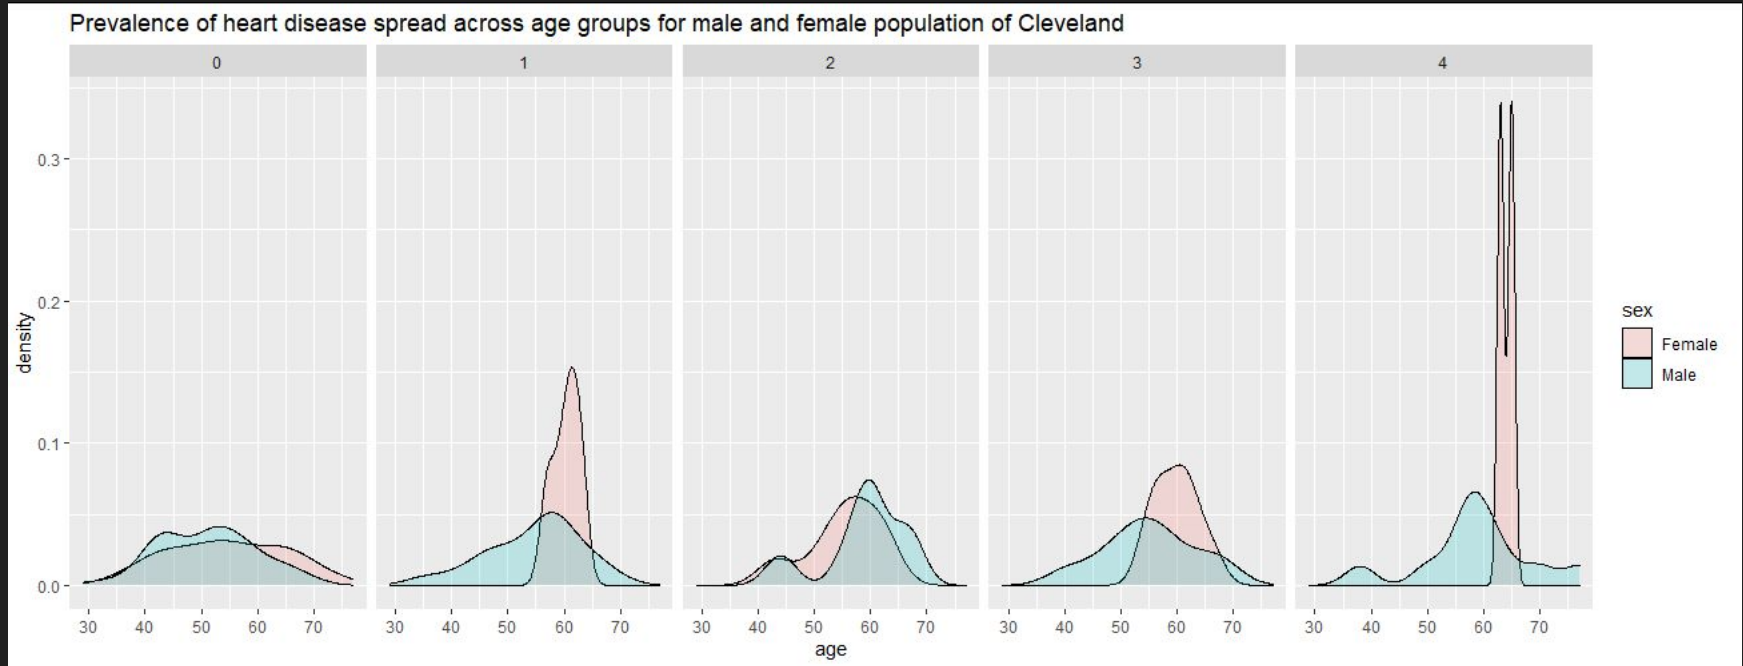 Prevalence of heart disease spread across age groups for male and female population of Cleveland
0 1 2 3 4
0.3
0.2
0.1
0.0
density
30 40 50 60 70 30 40 50 60 70 30 40 50 60 70 30 40 50 60 70 30 40 50 60 70
age
sex
Female
Male